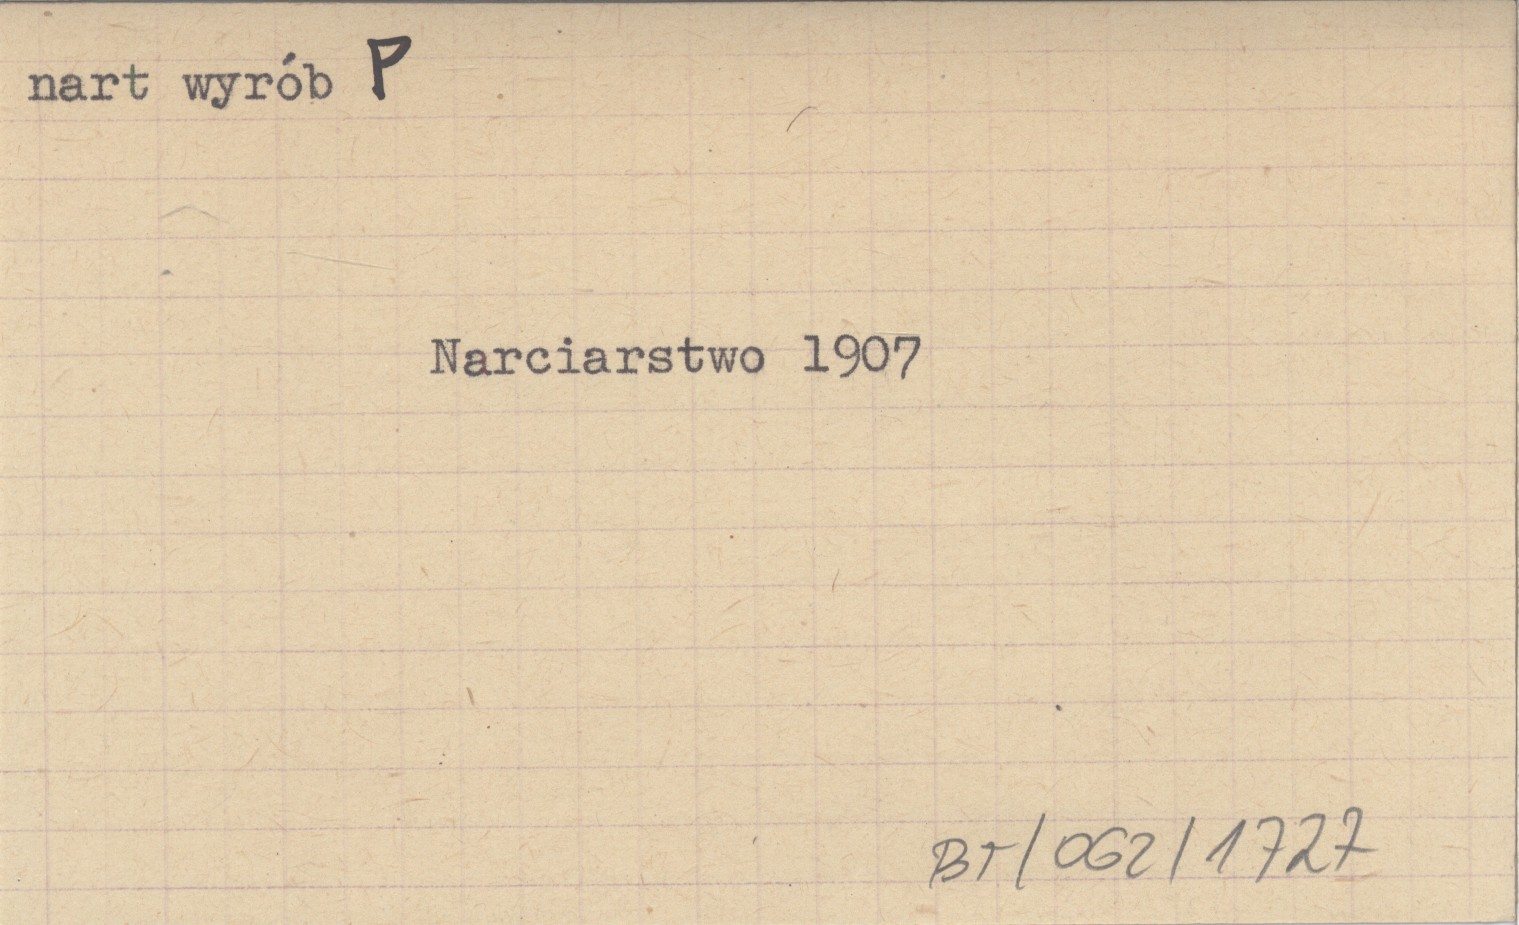 nart wyrób P
Narciarstwo 1907
BT/062/1727